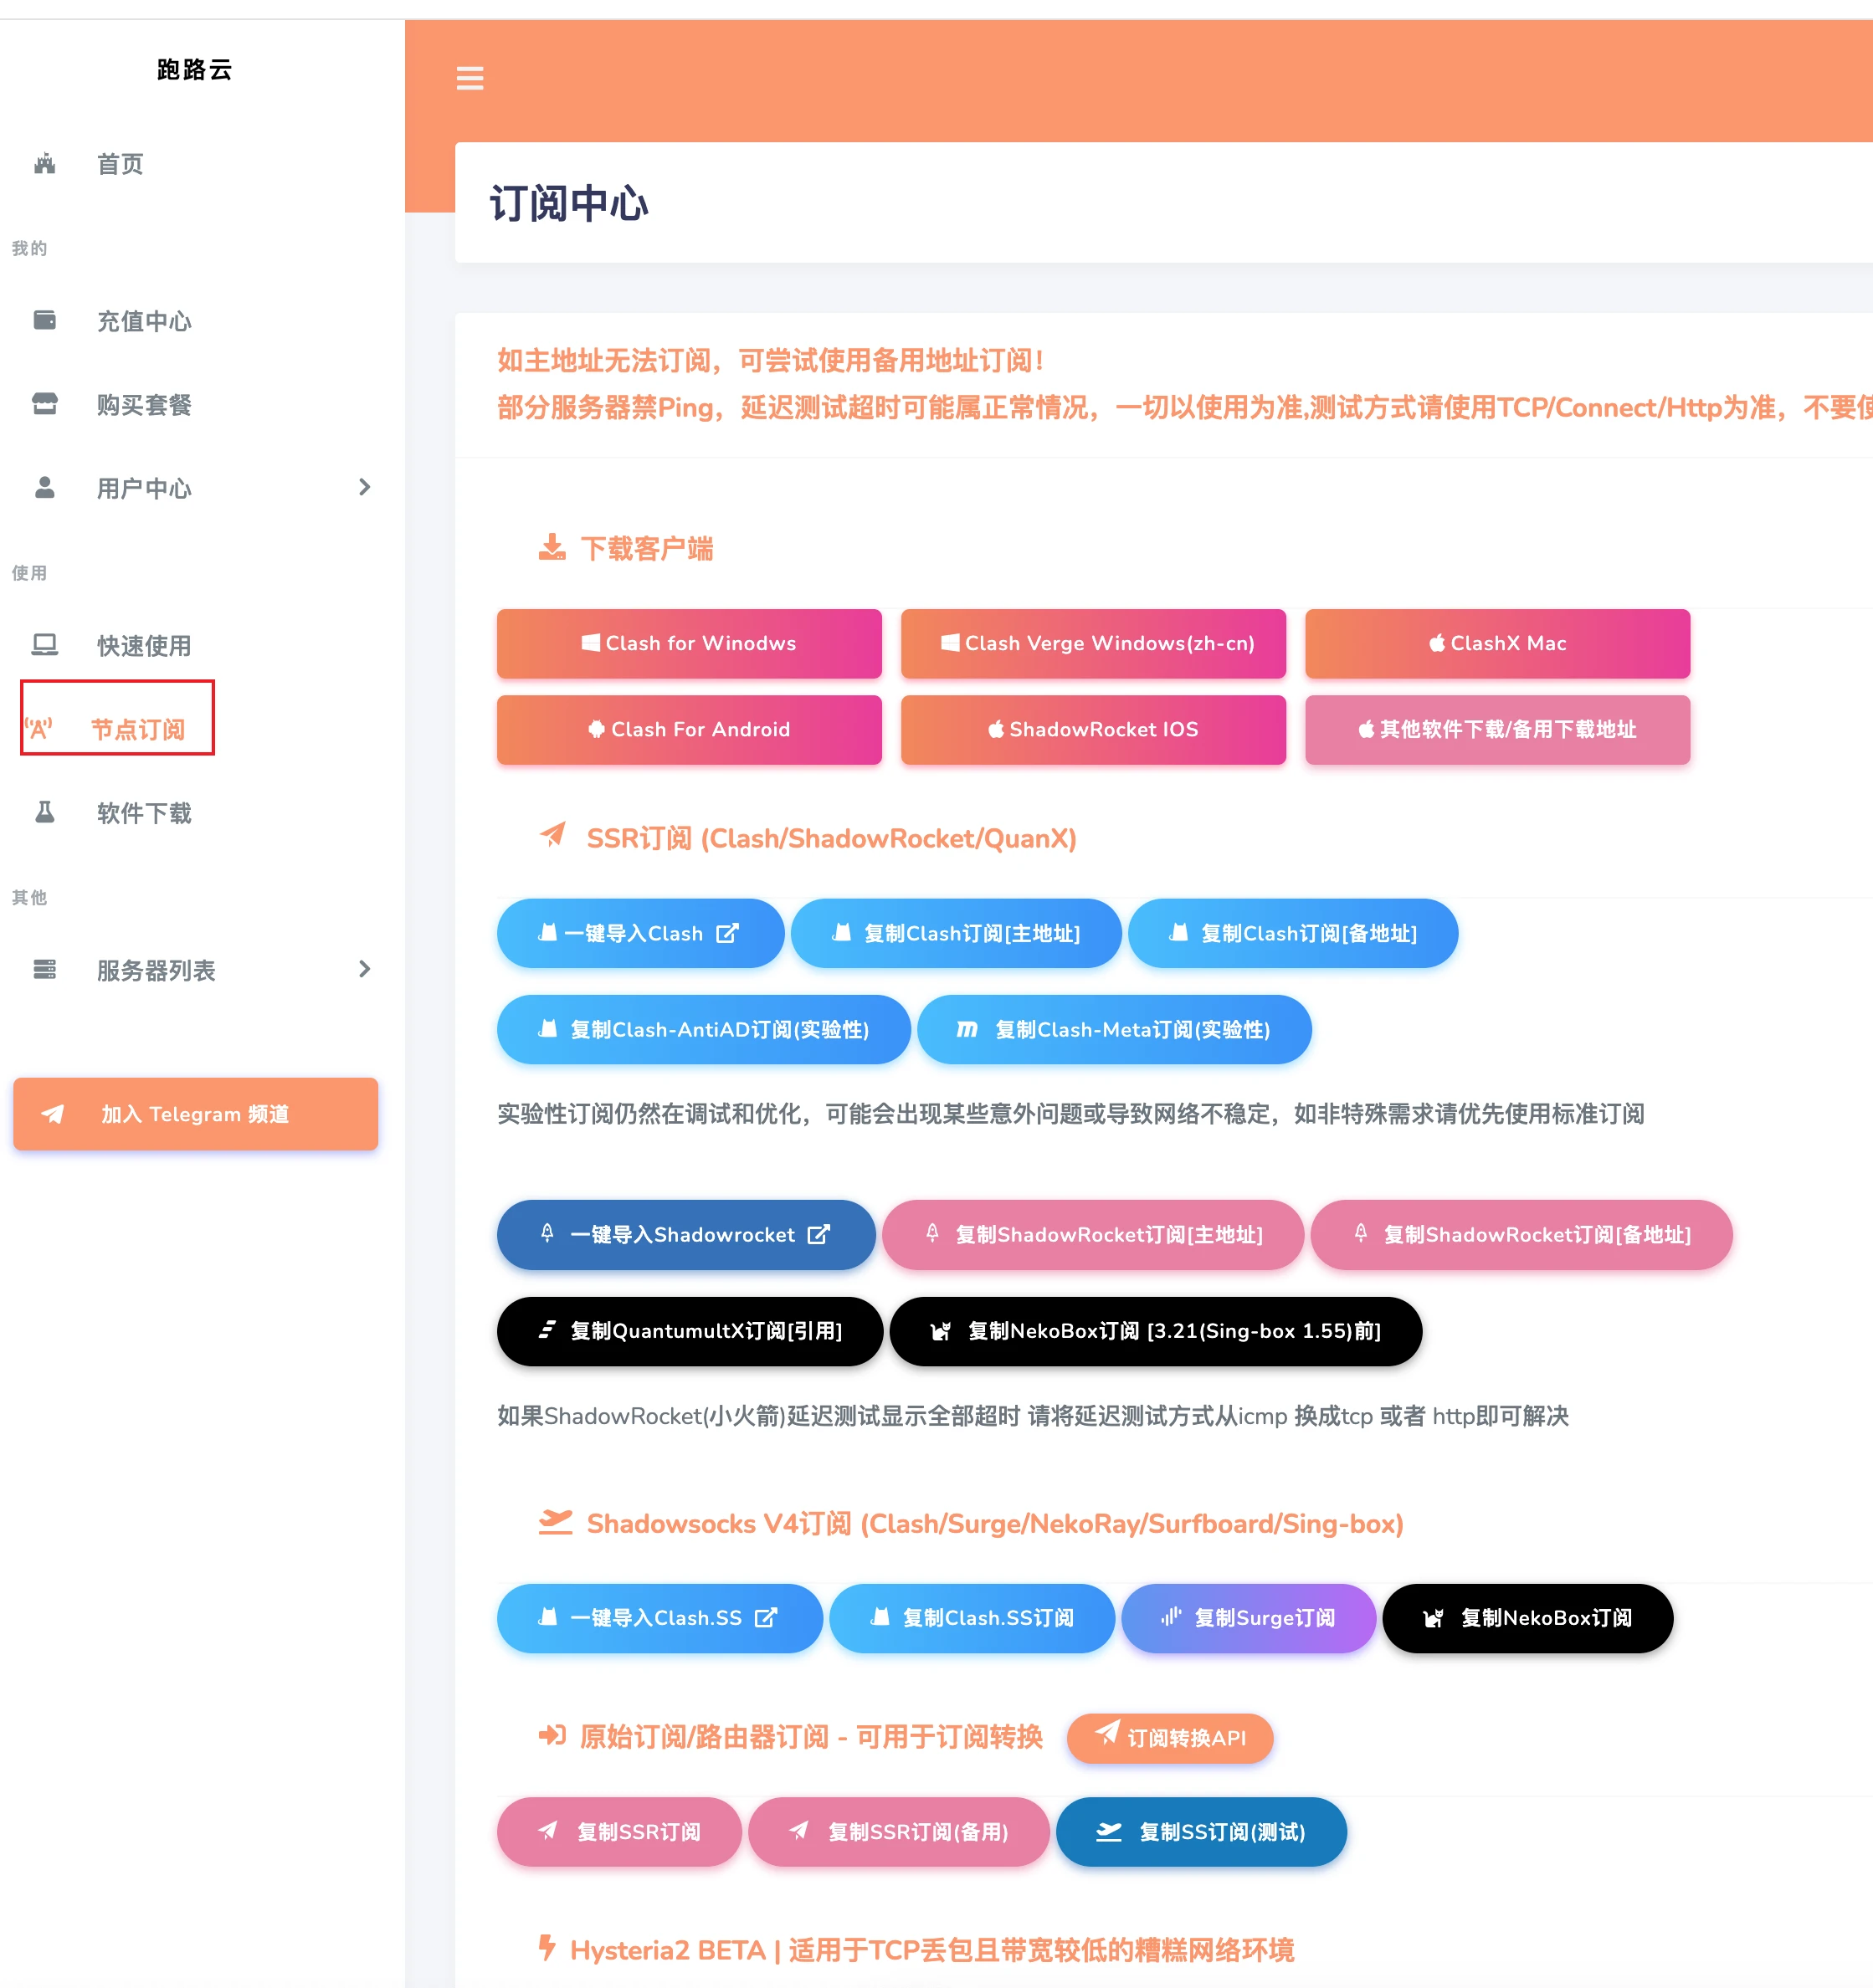 跑路云
首页
我的
充值中心
购买套餐
用户中心
使用
快速使用
节点订阅
软件下载
其他
服务器列表
加入 Telegram 频道
订阅中心
如主地址无法订阅，可尝试使用备用地址订阅！
部分服务器禁Ping，延迟测试超时可能属正常情况，一切以使用为准,测试方式请使用TCP/Connect/Http为准，不要使
下载客户端
Clash for Winodws
Clash Verge Windows(zh-cn)
ClashX Mac
Clash For Android
ShadowRocket IOS
其他软件下载/备用下载地址
SSR订阅 (Clash/ShadowRocket/QuanX)
一键导入Clash
复制Clash订阅[主地址]
复制Clash订阅[备地址]
复制Clash-AntiAD订阅(实验性)
复制Clash-Meta订阅(实验性)
实验性订阅仍然在调试和优化，可能会出现某些意外问题或导致网络不稳定，如非特殊需求请优先使用标准订阅
一键导入Shadowrocket
复制ShadowRocket订阅[主地址]
复制ShadowRocket订阅[备地址]
复制QuantumultX订阅[引用]
复制NekoBox订阅 [3.21(Sing-box 1.55)前]
如果ShadowRocket(小火箭)延迟测试显示全部超时 请将延迟测试方式从icmp 换成tcp 或者 http即可解决
Shadowsocks V4订阅 (Clash/Surge/NekoRay/Surfboard/Sing-box)
一键导入Clash.SS
复制Clash.SS订阅
复制Surge订阅
复制NekoBox订阅
原始订阅/路由器订阅 - 可用于订阅转换
订阅转换API
复制SSR订阅
复制SSR订阅(备用)
复制SS订阅(测试)
Hysteria2 BETA | 适用于TCP丢包且带宽较低的糟糕网络环境